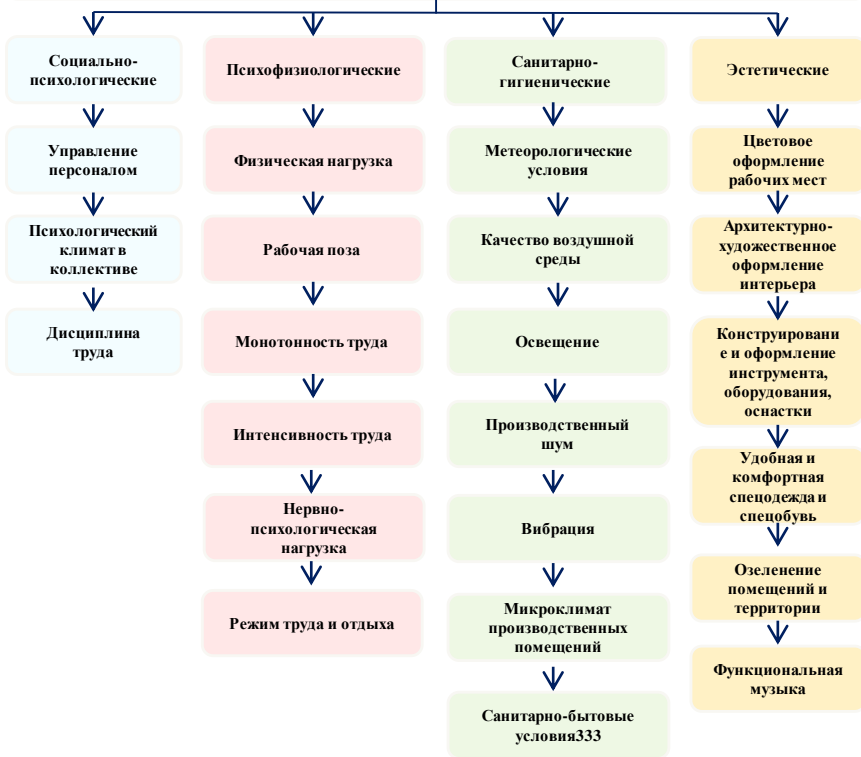 Социально-
психологические
Управление
персоналом
Психологический
климат в
коллективе
Дисциплина
труда
Психофизиологические
Физическая нагрузка
Рабочая поза
Монотонность труда
Интенсивность труда
Нервно-
психологическая
нагрузка
Режим труда и отдыха
Санитарно-
гигиенические
Метеорологические
условия
Качество воздушной
среды
Освещение
Производственный
шум
Вибрация
Микроклимат
производственных
помещений
Санитарно-бытовые
условия333
Эстетические
Цветовое
оформление
рабочих мест
Архитектурно-
художественное
оформление
интерьера
Конструировани
е и оформление
инструмента,
оборудования,
оснастки
Удобная и
комфортная
спецодежда и
спецобувь
Озеленение
помещений и
территории
Функциональная
музыка